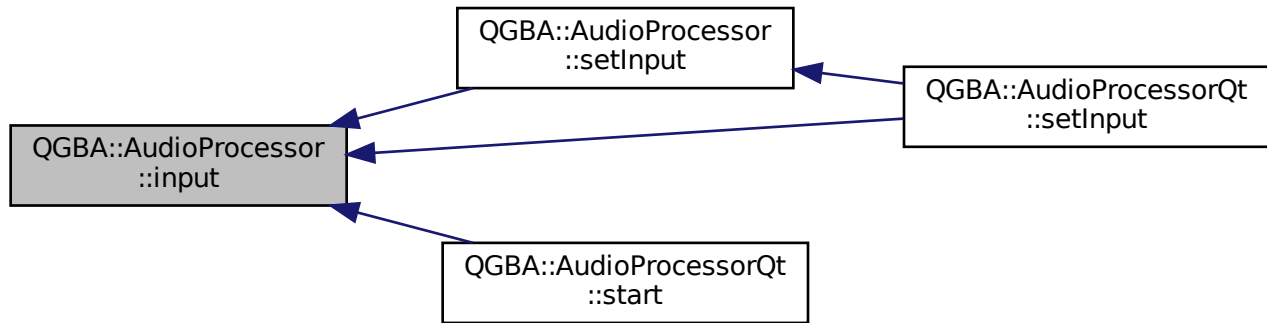 QGBA::AudioProcessor
::setInput
QGBA::AudioProcessorQt
::setInput
QGBA::AudioProcessor
::input
QGBA::AudioProcessorQt
::start